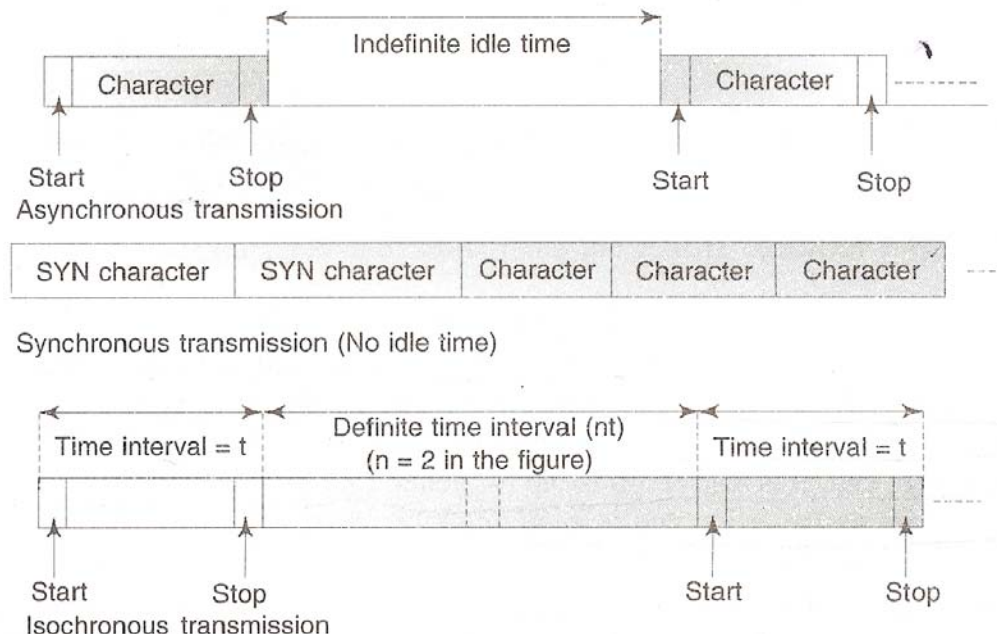 Indefinite idle time
Character Character
Start Stop Start Stop
Asynchronous transmission
SYN character SYN character Character Character Character
Synchronous transmission (No idle time)
Time interval = t Definite time interval (nt) Time interval = t
(n = 2 in the figure)
Start Stop Start Stop
Isochronous transmission